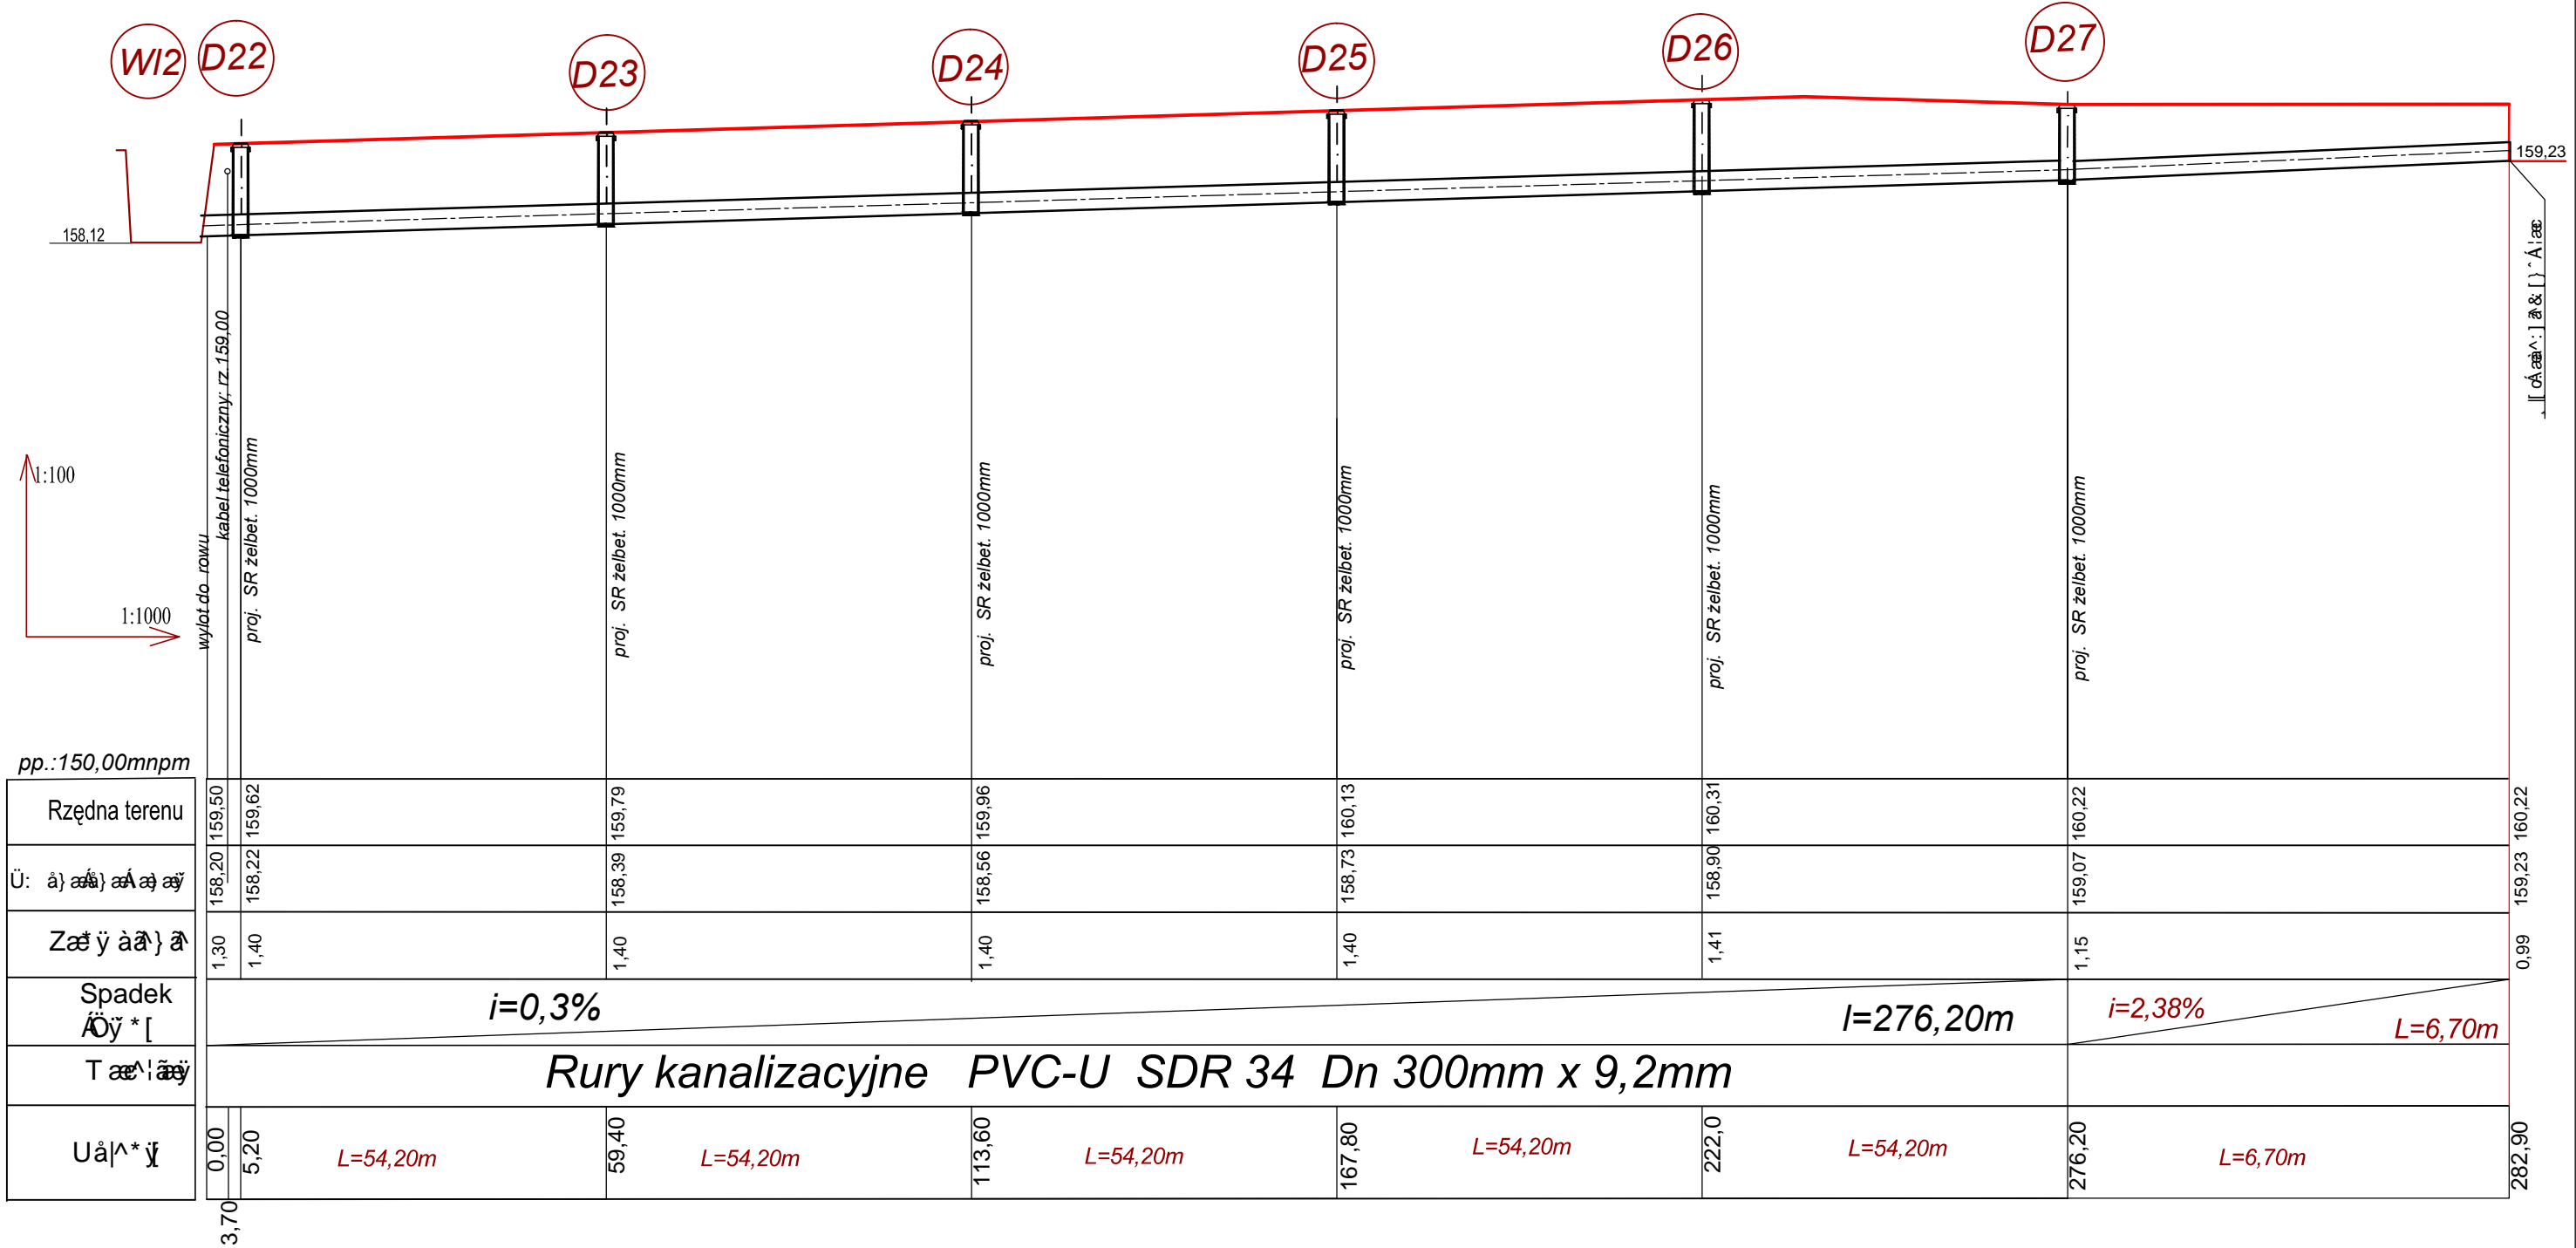 Wl2 D22 D23 D24 D25 D26 D27
159,23
158,12
kabel telefoniczny; rz.159,00
wylot do rowu
proj. SR żelbet. 1000mm
proj. SR żelbet. 1000mm
proj. SR żelbet. 1000mm
proj. SR żelbet. 1000mm
proj. SR żelbet. 1000mm
proj. SR żelbet. 1000mm
1:100
1:1000
pp.:150,00mnpm
Rzędna terenu 159,50 159,62 159,79 159,96 160,13 160,31 160,22 160,22
158,20 158,22 158,39 158,56 158,73 158,90 159,07 159,23
1,30 1,40 1,40 1,40 1,40 1,41 1,15 0,99
Spadek i=0,3% l=276,20m i=2,38% L=6,70m
Rury kanalizacyjne PVC-U SDR 34 Dn 300mm x 9,2mm
0,00 5,20 L=54,20m 59,40 L=54,20m 113,60 L=54,20m 167,80 L=54,20m 222,0 L=54,20m 276,20 L=6,70m 282,90
3,70